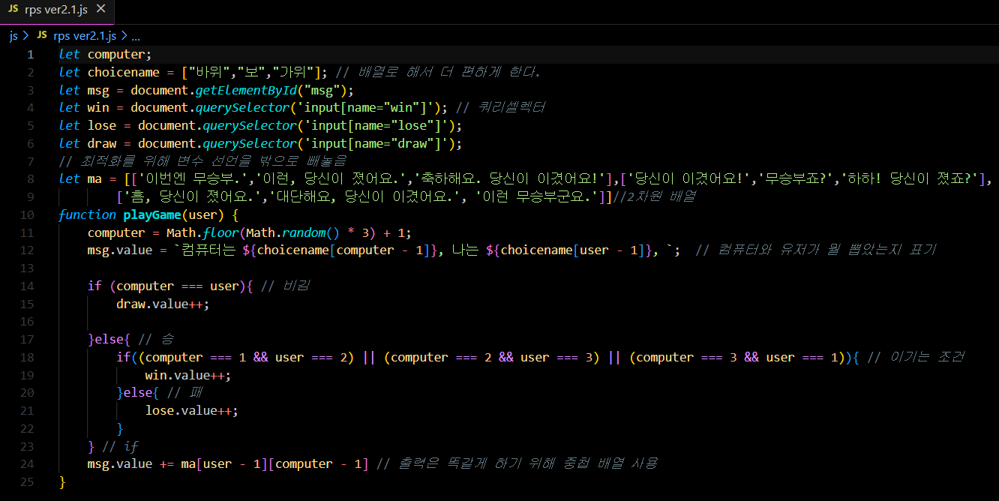 JS rps ver2.1.js ×
js > JS rps ver2.1.js > ...
1 let computer;
2 let choicename = ["바위","보","가위"]; // 배열로 해서 더 편하게 한다.
3 let msg = document.getElementById("msg");
4 let win = document.querySelector('input[name="win"]'); // 쿼리셀렉터
5 let lose = document.querySelector('input[name="lose"]');
6 let draw = document.querySelector('input[name="draw"]');
7 // 최적화를 위해 변수 선언을 밖으로 빼놓음
8 let ma = [['이번엔 무승부.','이런, 당신이 졌어요.','축하해요. 당신이 이겼어요!'],['당신이 이겼어요!','무승부죠?','하하! 당신이 졌죠?'],
9 ['흠, 당신이 졌어요.','대단해요, 당신이 이겼어요.', '이런 무승부군요.']]//2차원 배열
10 function playGame(user) {
11 computer = Math.floor(Math.random() * 3) + 1;
12 msg.value = `컴퓨터는 ${choicename[computer - 1]}, 나는 ${choicename[user - 1]}, `; // 컴퓨터와 유저가 뭘 뽑았는지 표기
13
14 if (computer === user){ // 비김
15 draw.value++;
16
17 }else{ // 승
18 if((computer === 1 && user === 2) || (computer === 2 && user === 3) || (computer === 3 && user === 1)){ // 이기는 조건
19 win.value++;
20 }else{ // 패
21 lose.value++;
22 }
23 } // if
24 msg.value += ma[user - 1][computer - 1] // 출력은 똑같게 하기 위해 중첩 배열 사용
25 }